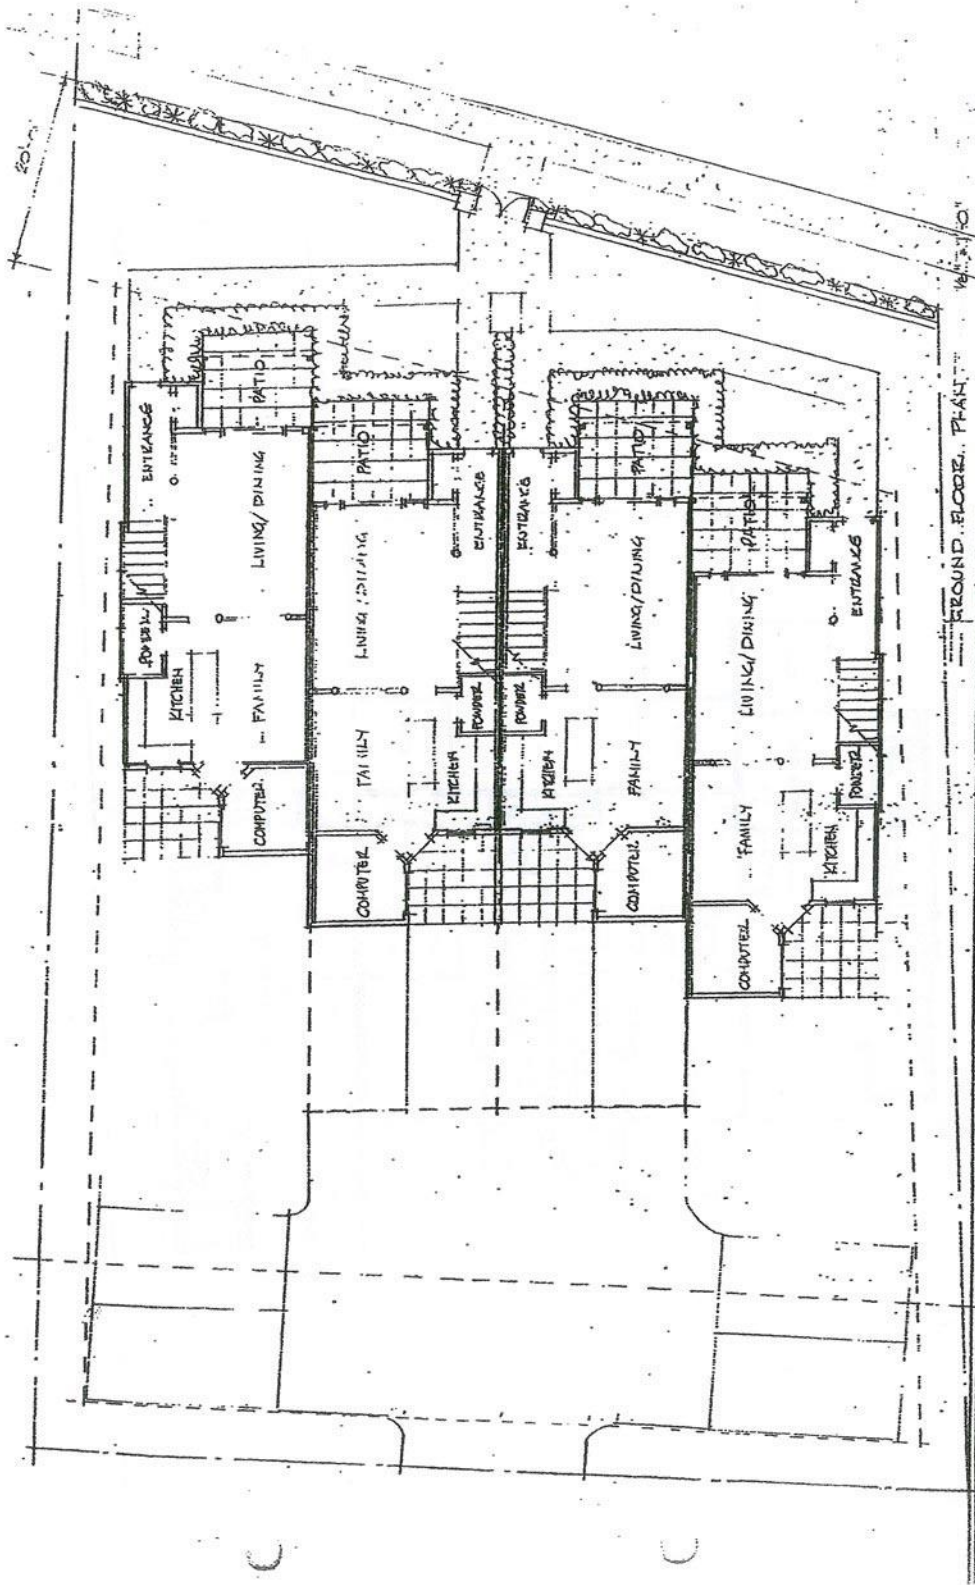 20'-0"
ENTRANCE
PATIO
LIVING/DINING
POWDER
KITCHEN
FAMILY
COMPUTER
PATIO
ENTRANCE
LIVING/DINING
POWDER
KITCHEN
FAMILY
COMPUTER
ENTRANCE
PATIO
LIVING/DINING
POWDER
KITCHEN
FAMILY
COMPUTER
PATIO
ENTRANCE
LIVING/DINING
POWDER
KITCHEN
FAMILY
COMPUTER
GROUND FLOOR PLAN